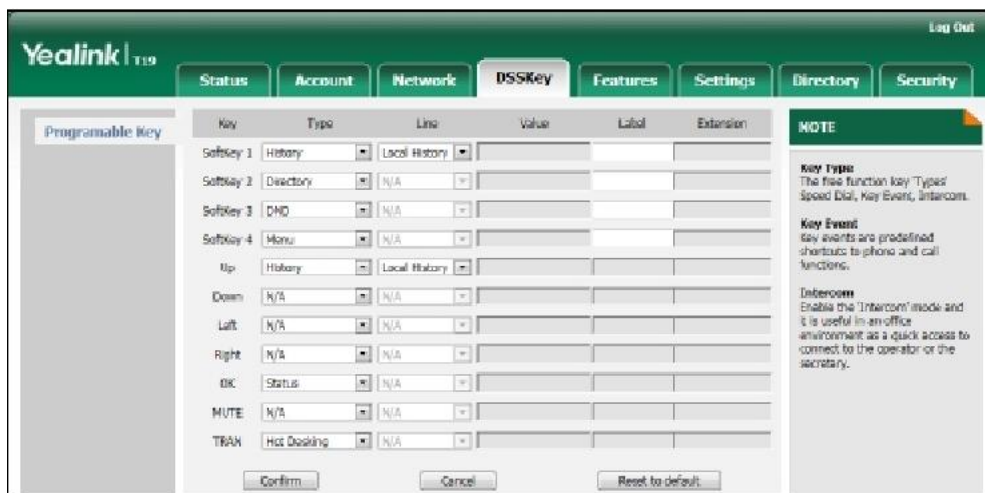 Log Out
Yealink T19
Status Account Network DSSKey Features Settings Directory Security
Programable Key
Key Type Line Value Label Extension
SoftKey 1 History Local History
SoftKey 2 Directory N/A
SoftKey 3 DND N/A
SoftKey 4 Menu N/A
Up History Local History
Down N/A N/A
Left N/A N/A
Right N/A N/A
OK Status N/A
MUTE N/A N/A
TRAN Hot Desking N/A
Confirm Cancel Reset to default
NOTE
Key Type
The free function key 'Types'
Speed Dial, Key Event, Intercom.
Key Event
Key events are predefined
shortcuts to phone and call
functions.
Intercom
Enable the 'Intercom' mode and
it is useful in an office
environment as a quick access to
connect to the operator or the
secretary.